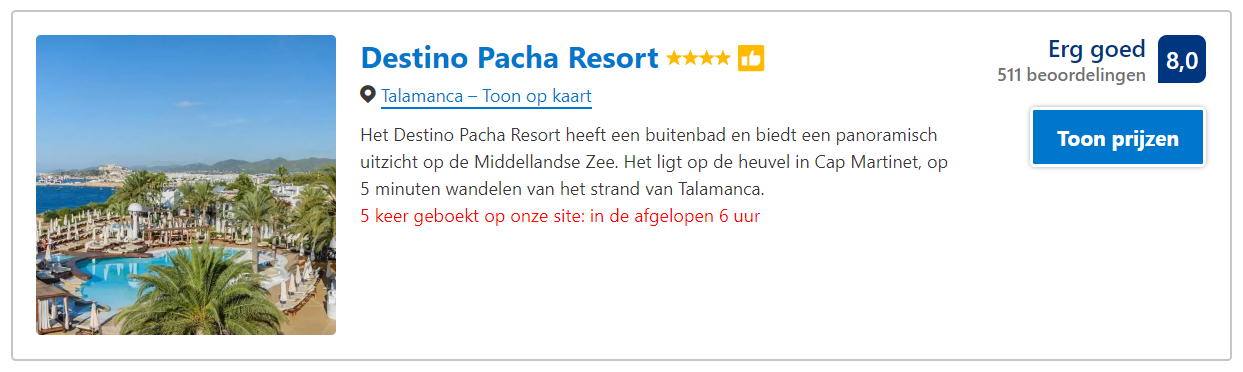 Destino Pacha Resort
Erg goed
8,0
511 beoordelingen
Talamanca – Toon op kaart
Toon prijzen
Het Destino Pacha Resort heeft een buitenbad en biedt een panoramisch
uitzicht op de Middellandse Zee. Het ligt op de heuvel in Cap Martinet, op
5 minuten wandelen van het strand van Talamanca.
5 keer geboekt op onze site: in de afgelopen 6 uur